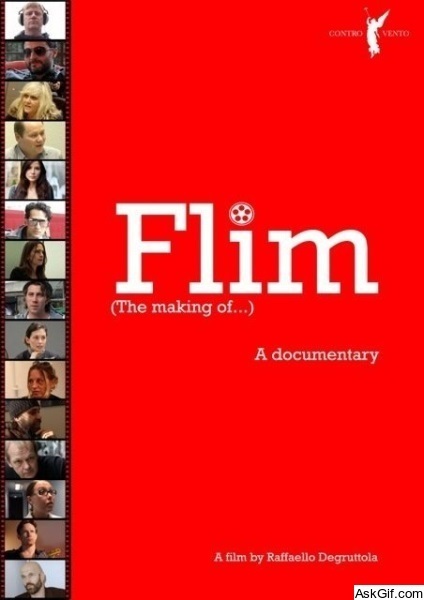 CONTRO VENTO
Flim
(The making of...)
A documentary
A film by Raffaello Degruttola
AskGif.com